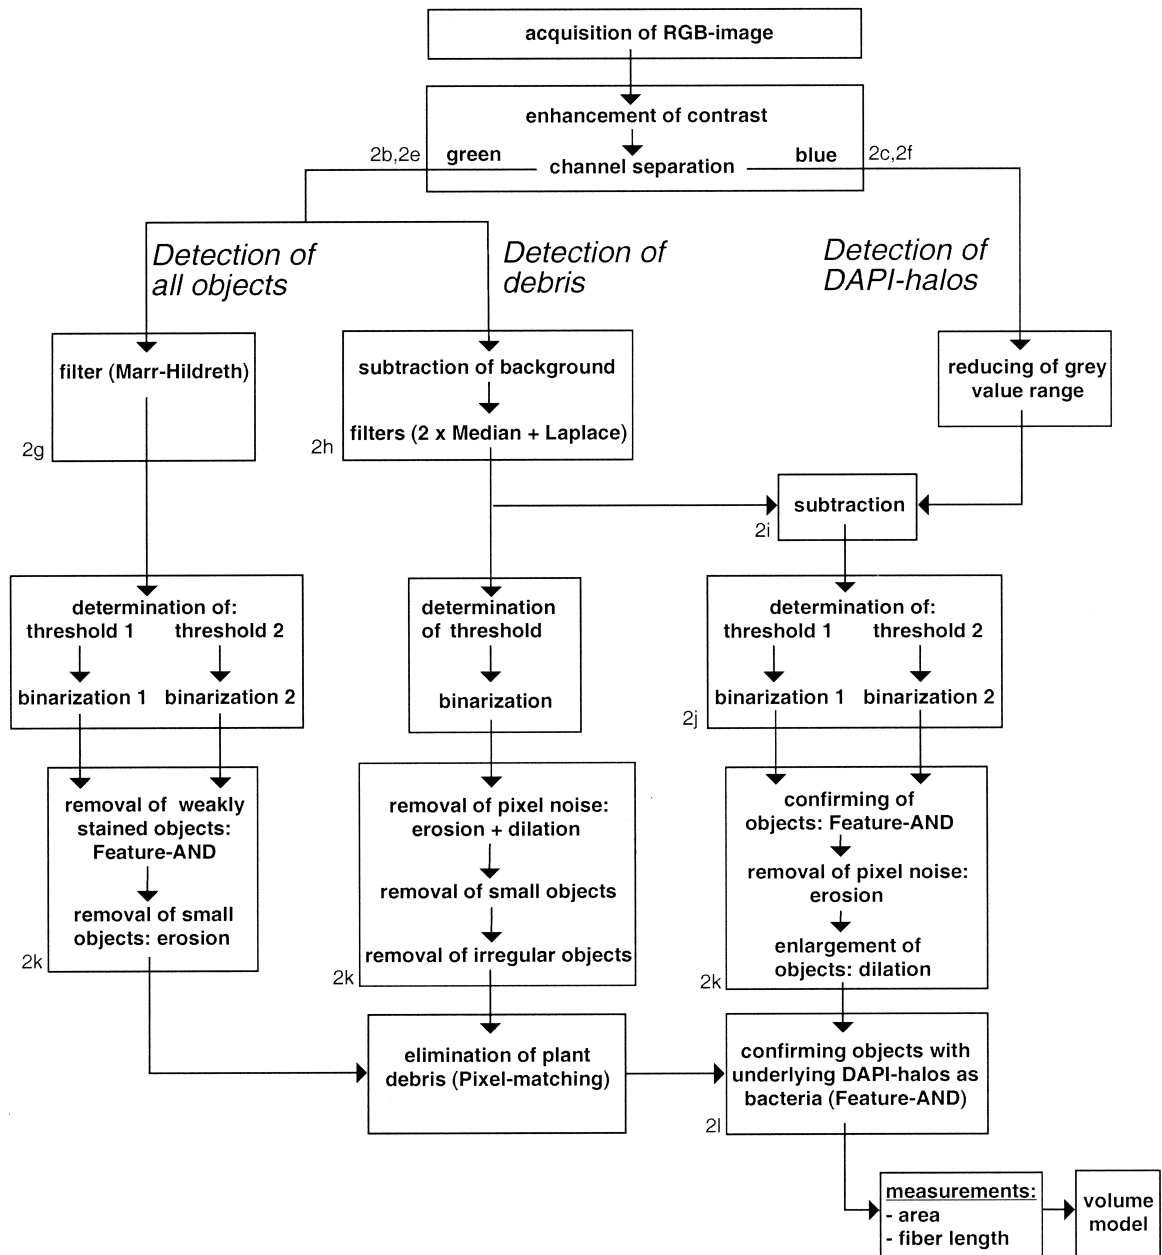 acquisition of RGB-image
enhancement of contrast
2b,2e
green
channel separation
blue
2c,2f
Detection of
all objects
Detection of
debris
Detection of
DAPI-halos
filter (Marr-Hildreth)
2g
subtraction of background
filters (2 x Median + Laplace)
2h
reducing of grey
value range
subtraction
2i
determination of:
threshold 1 threshold 2
binarization 1 binarization 2
determination
of threshold
binarization
determination of:
threshold 1 threshold 2
binarization 1 binarization 2
2j
removal of weakly
stained objects:
Feature-AND
removal of small
objects: erosion
2k
removal of pixel noise:
erosion + dilation
removal of small objects
removal of irregular objects
2k
confirming of
objects: Feature-AND
removal of pixel noise:
erosion
enlargement of
objects: dilation
2k
elimination of plant
debris (Pixel-matching)
confirming objects with
underlying DAPI-halos as
bacteria (Feature-AND)
2l
measurements:
- area
- fiber length
volume
model